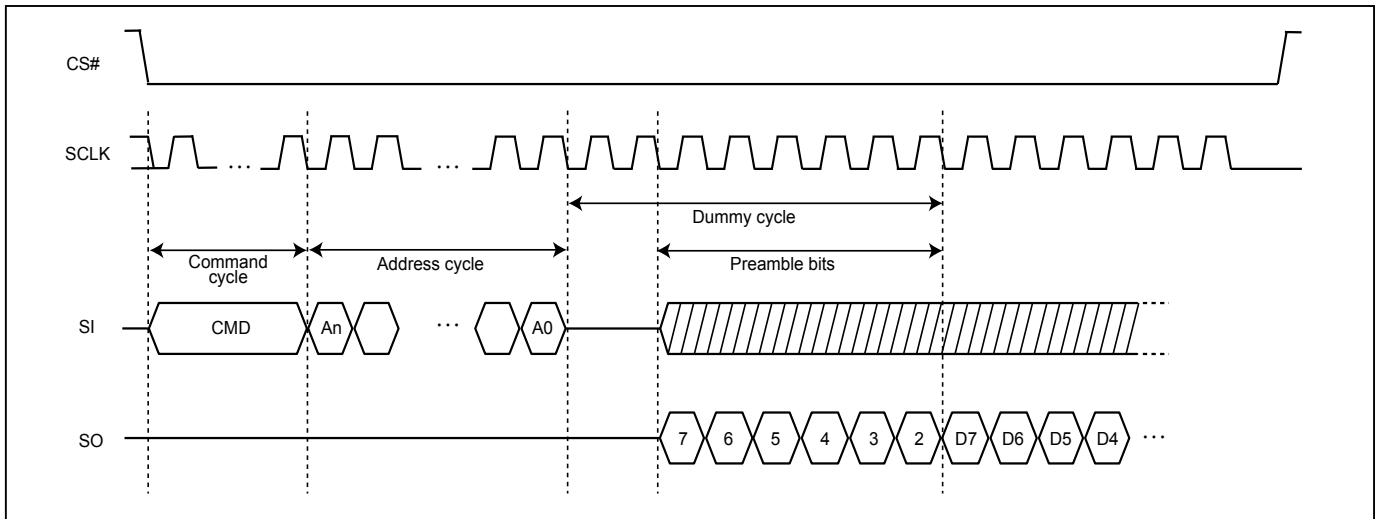 CS#
SCLK
...
...
Dummy cycle
Command
cycle
Address cycle
Preamble bits
SI
CMD
An
...
A0
SO
7 6 5 4 3 2 D7 D6 D5 D4 ...